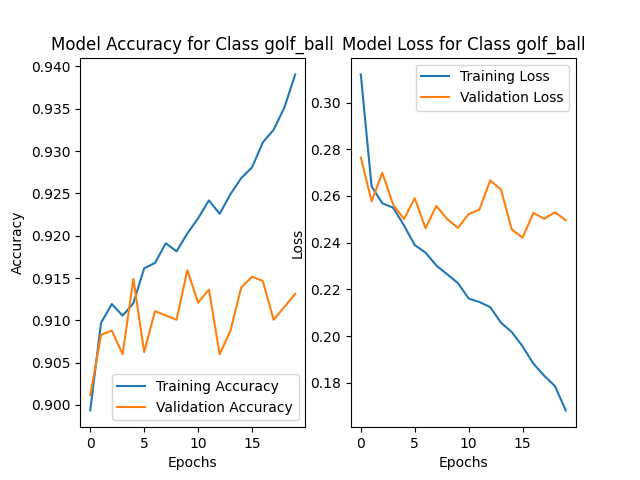 Model Accuracy for Class golf_ball
0.940
0.935
0.930
0.925
0.920
0.915
0.910
0.905
0.900
Accuracy
Training Accuracy
Validation Accuracy
0 5 10 15
Epochs
Model Loss for Class golf_ball
Training Loss
Validation Loss
0.30
0.28
0.26
0.24
0.22
0.20
0.18
Loss
0 5 10 15
Epochs